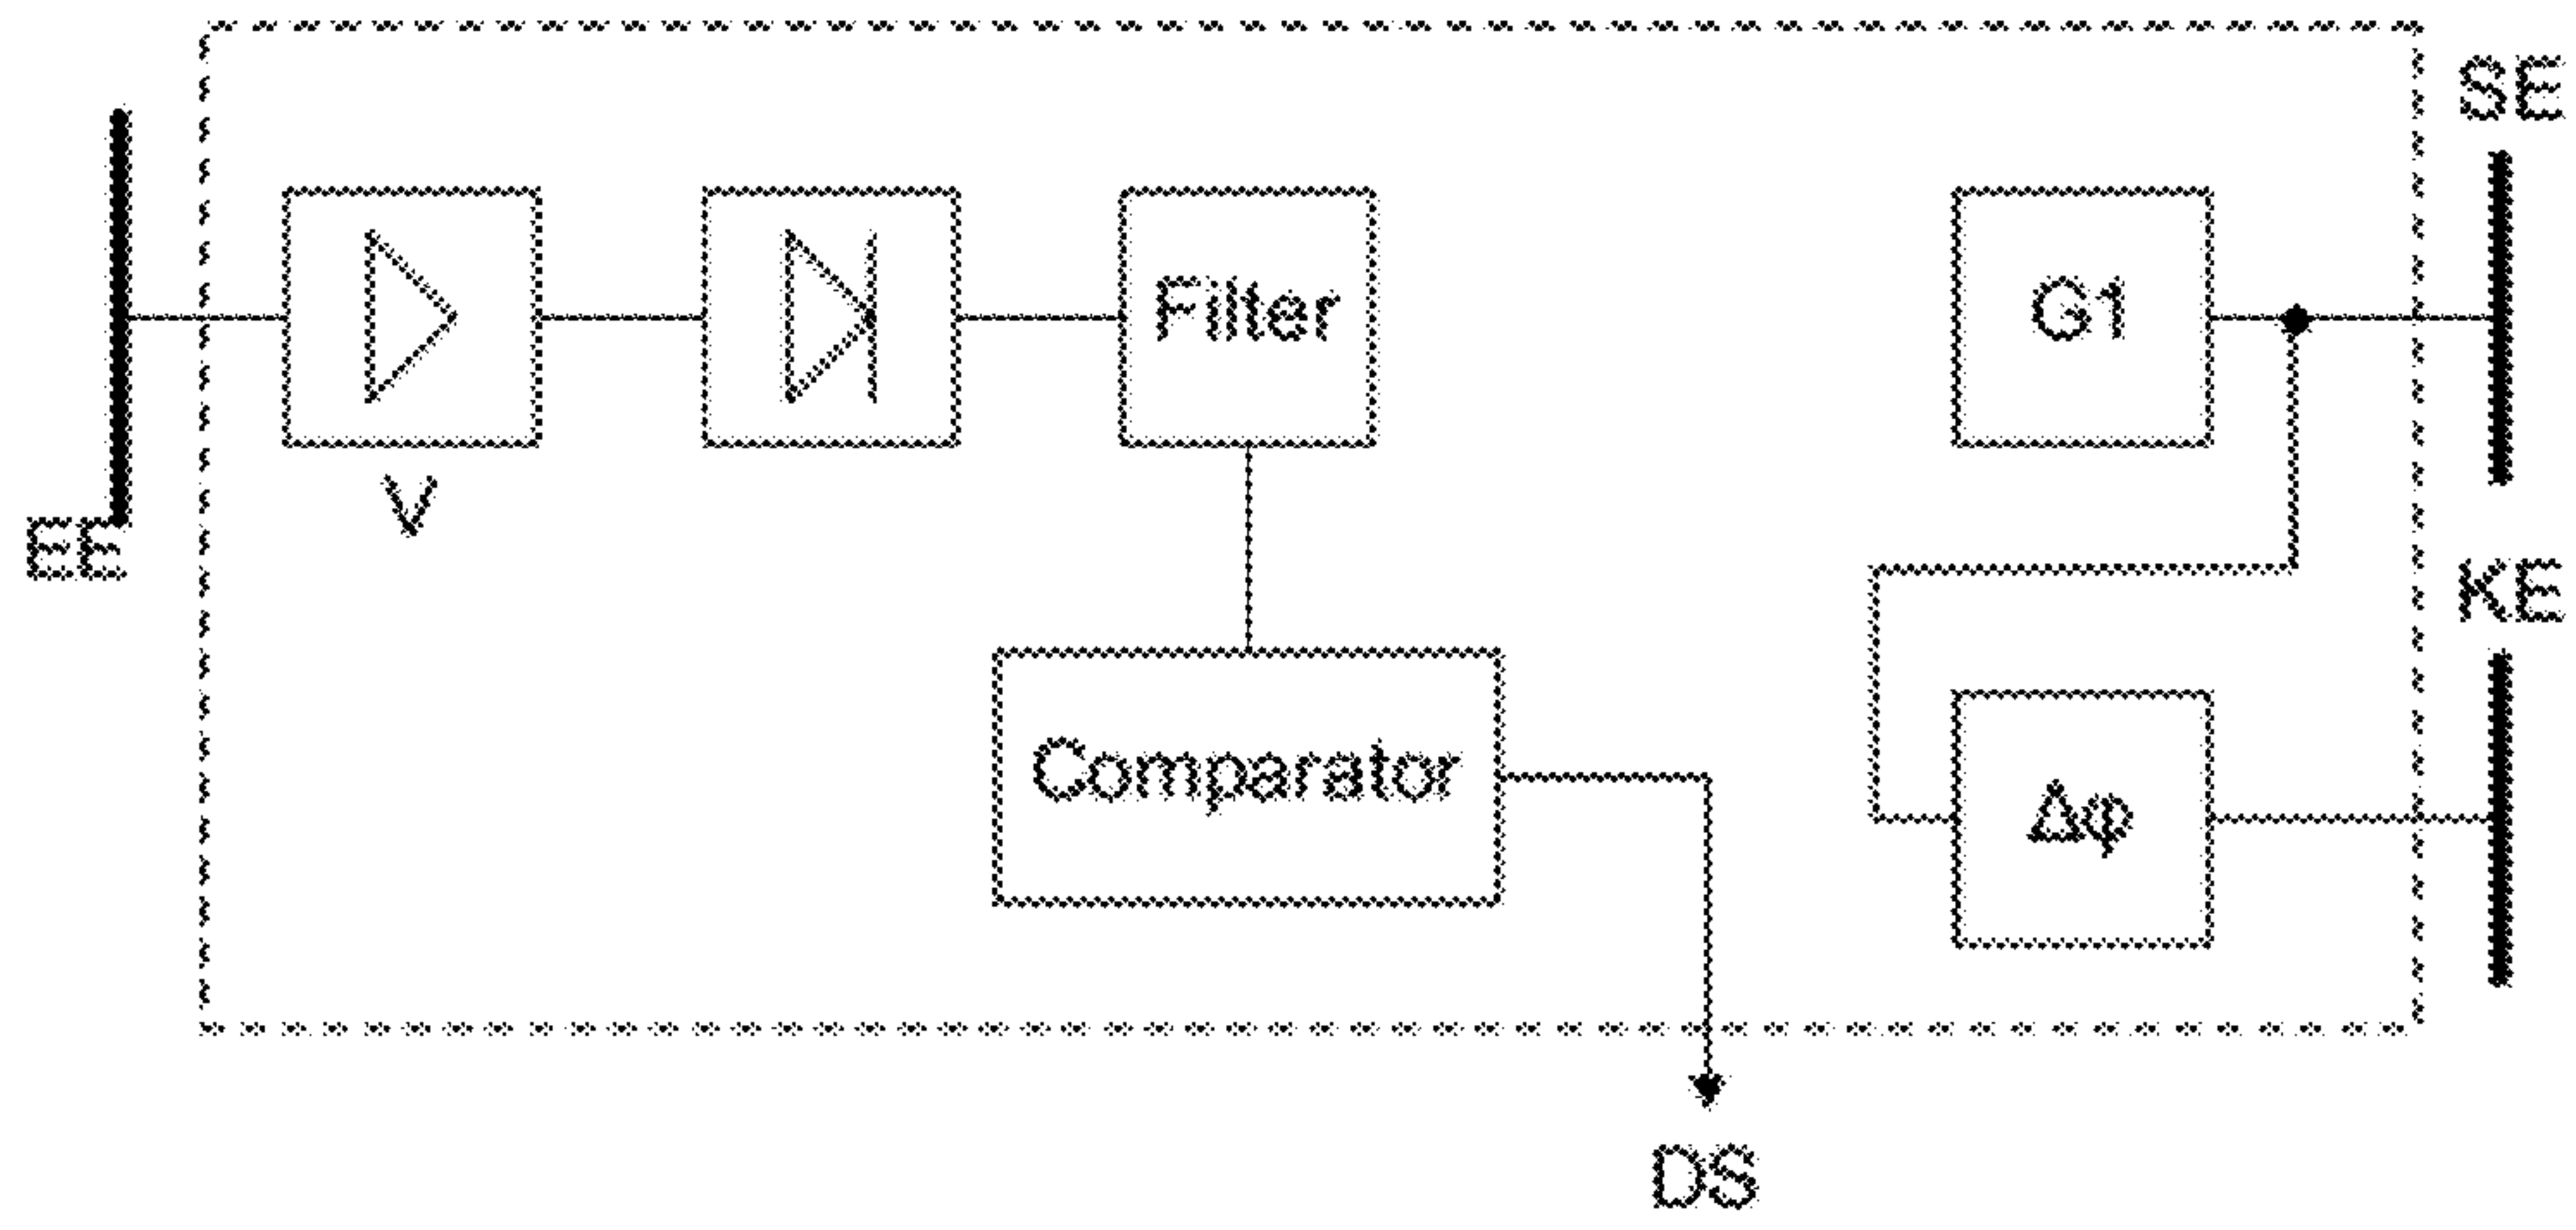 SE
Filter
G1
V
EE
KE
Comparator
Δφ
DS